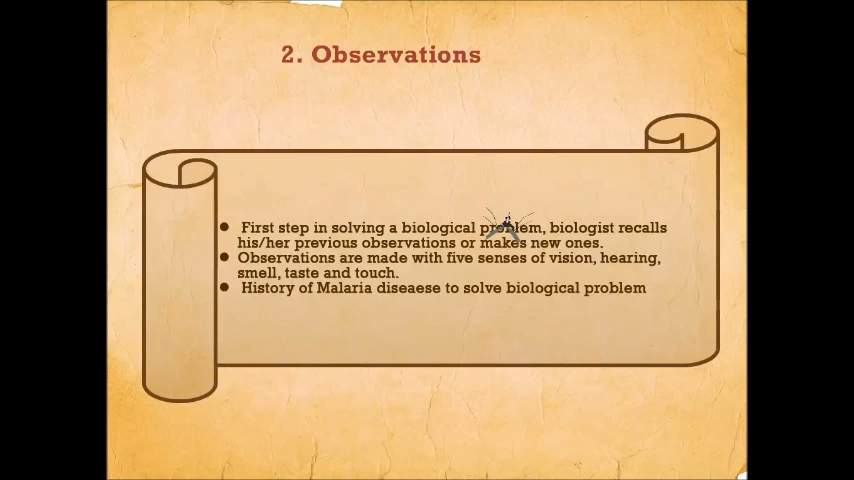 2. Observations
● First step in solving a biological problem, biologist recalls
his/her previous observations or makes new ones.
● Observations are made with five senses of vision, hearing,
smell, taste and touch.
● History of Malaria diseaese to solve biological problem